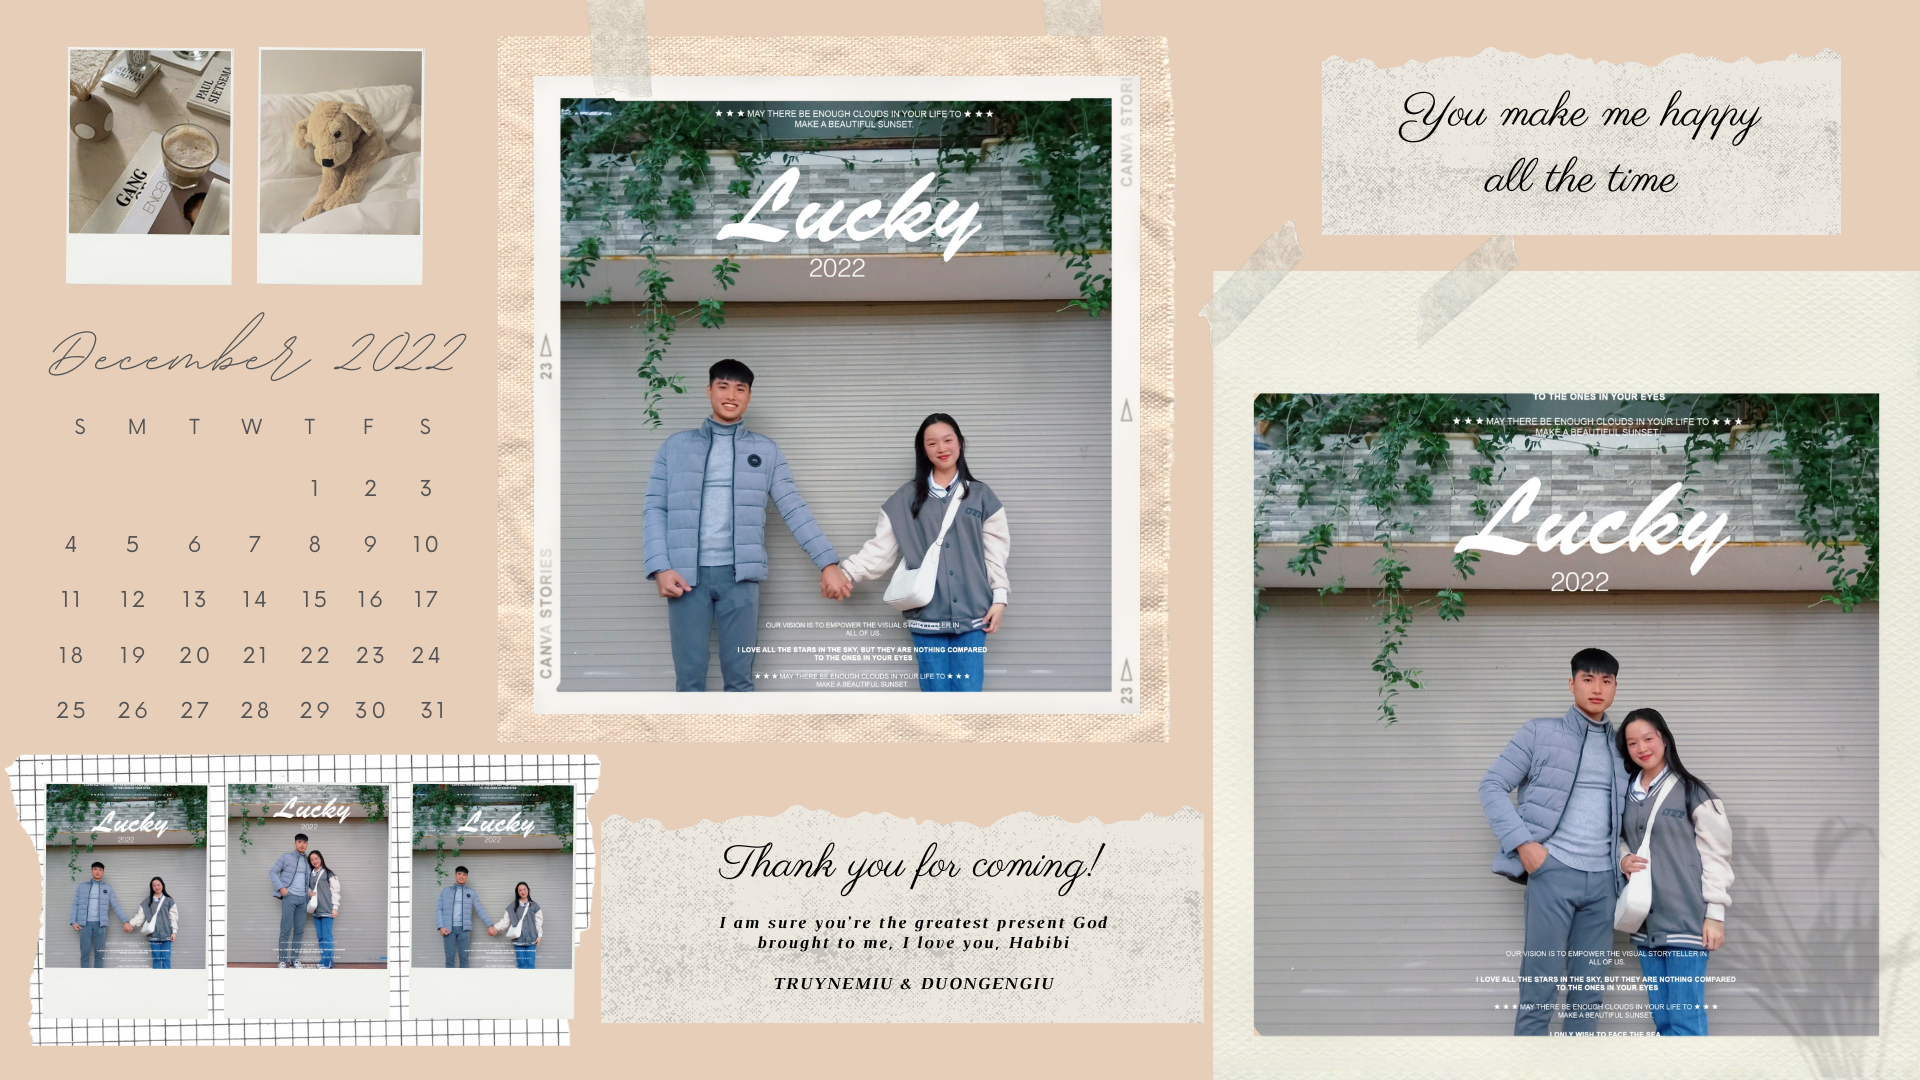 PAUL
SIETSEMA
GANG
December 2022
S M T W T F S
1 2 3
4 5 6 7 8 9 10
11 12 13 14 15 16 17
18 19 20 21 22 23 24
25 26 27 28 29 30 31
Lucky
2022
Lucky
2022
Lucky
2022
CANVA STORIES
23
★ ★ ★ MAY THERE BE ENOUGH CLOUDS IN YOUR LIFE TO ★ ★ ★
MAKE A BEAUTIFUL SUNSET.
Lucky
2022
OUR VISION IS TO EMPOWER THE VISUAL STORYTELLER IN
ALL OF US.
I LOVE ALL THE STARS IN THE SKY, BUT THEY ARE NOTHING COMPARED
TO THE ONES IN YOUR EYES
★ ★ ★ MAY THERE BE ENOUGH CLOUDS IN YOUR LIFE TO ★ ★ ★
MAKE A BEAUTIFUL SUNSET.
CANVA STORI
23
Thank you for coming!
I am sure you're the greatest present God
brought to me, I love you, Habibi
TRUYNEMIU & DUONGENGIU
You make me happy
all the time
TO THE ONES IN YOUR EYES
★ ★ ★ MAY THERE BE ENOUGH CLOUDS IN YOUR LIFE TO ★ ★ ★
MAKE A BEAUTIFUL SUNSET.
Lucky
2022
OUR VISION IS TO EMPOWER THE VISUAL STORYTELLER IN
ALL OF US.
I LOVE ALL THE STARS IN THE SKY, BUT THEY ARE NOTHING COMPARED
TO THE ONES IN YOUR EYES
★ ★ ★ MAY THERE BE ENOUGH CLOUDS IN YOUR LIFE TO ★ ★ ★
MAKE A BEAUTIFUL SUNSET.
I ONLY WISH TO FACE THE SEA